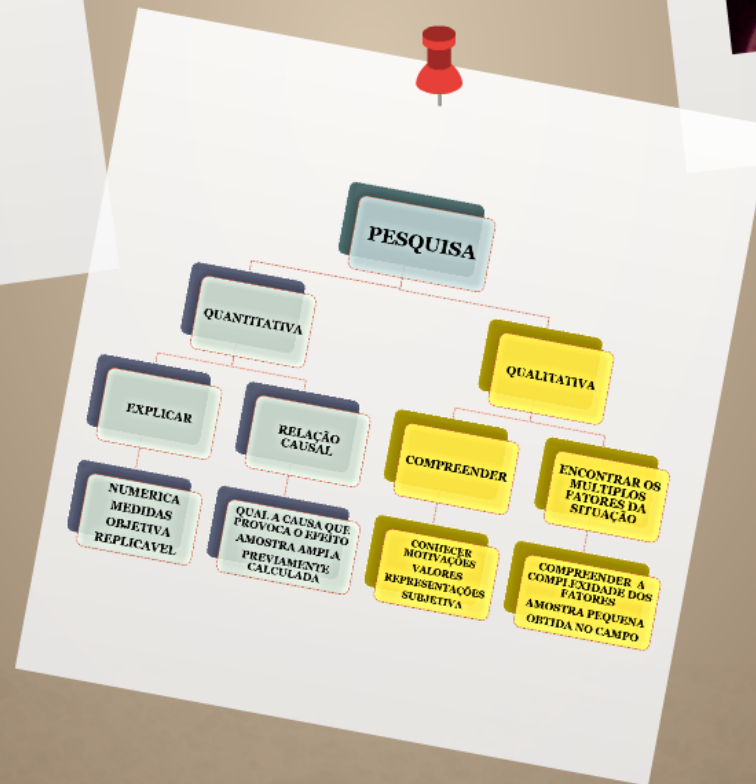 PESQUISA
QUANTITATIVA
QUALITATIVA
EXPLICAR
RELAÇÃO
CAUSAL
COMPREENDER
ENCONTRAR OS
MULTIPLOS
FATORES DA
SITUAÇÃO
NUMERICA
MEDIDAS
OBJETIVA
REPLICAVEL
QUAL A CAUSA QUE
PROVOCA O EFEITO
AMOSTRA AMPLA
PREVIAMENTE
CALCULADA
CONHECER
MOTIVAÇÕES
VALORES
REPRESENTAÇÕES
SUBJETIVA
COMPREENDER A
COMPLEXIDADE DOS
FATORES
AMOSTRA PEQUENA
OBTIDA NO CAMPO